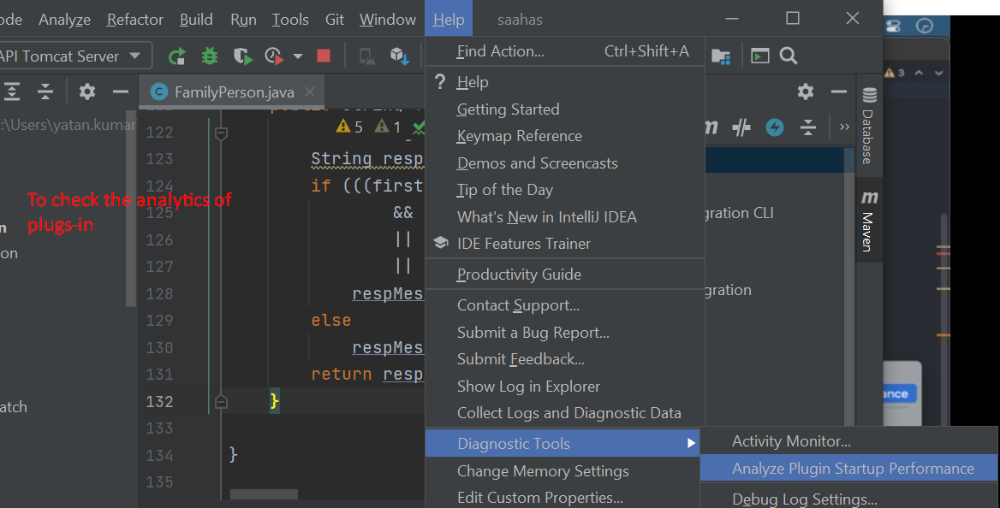 ode Analyze Refactor Build Run Tools Git Window Help saahas
API Tomcat Server
Find Action... Ctrl+Shift+A
? Help
Getting Started
Keymap Reference
Demos and Screencasts
Tip of the Day
What's New in IntelliJ IDEA
IDE Features Trainer
Productivity Guide
Contact Support...
Submit a Bug Report...
Submit Feedback...
Show Log in Explorer
Collect Logs and Diagnostic Data
Diagnostic Tools
Change Memory Settings
Edit Custom Properties...
Activity Monitor...
Analyze Plugin Startup Performance
Debug Log Settings...
C FamilyPerson.java
:\Users\yatan.kumar
5 1
122
123 String resp
124 if (((first
125 &&
126 ||
127 ||
128 respMes
129 else
130 respMes
131 return resp
132 }
133
134 }
135
To check the analytics of
plugs-in
n
on
atch
gration CLI
gration
m
»
Database
m
Maven
3
ance